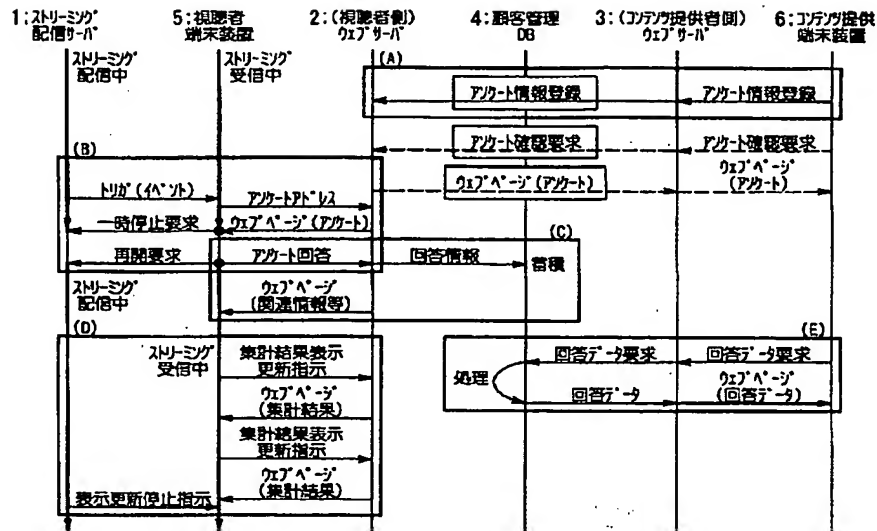 1:ストリーミング
配信サーバ
5:視聴者
端末装置
2:(視聴者側)
ウェブサーバ
4:顧客管理
DB
3:(コンテンツ提供者側)
ウェブサーバ
6:コンテンツ提供
端末装置
ストリーミング
配信中
ストリーミング
受信中
(A)
アンケート情報登録
アンケート情報登録
アンケート確認要求
アンケート確認要求
(B)
ウェブページ(アンケート)
ウェブページ
(アンケート)
トリガ(イベント)
アンケートアドレス
一時停止要求
ウェブページ(アンケート)
(C)
再開要求
アンケート回答
回答情報
蓄積
ストリーミング
配信中
ウェブページ
(関連情報等)
(D)
(E)
ストリーミング
受信中
集計結果表示
更新指示
処理
回答データ要求
回答データ要求
ウェブページ
(集計結果)
回答データ
ウェブページ
(回答データ)
集計結果表示
更新指示
ウェブページ
(集計結果)
表示更新停止指示